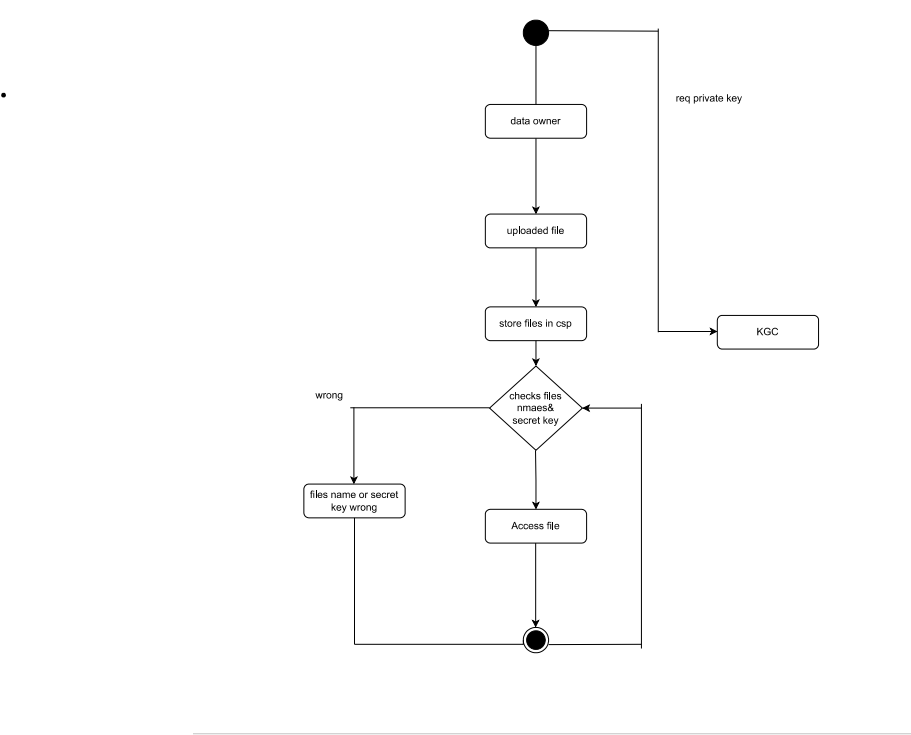 req private key
data owner
uploaded file
store files in csp
KGC
wrong
checks files
nmaes&
secret key
files name or secret
key wrong
Access file